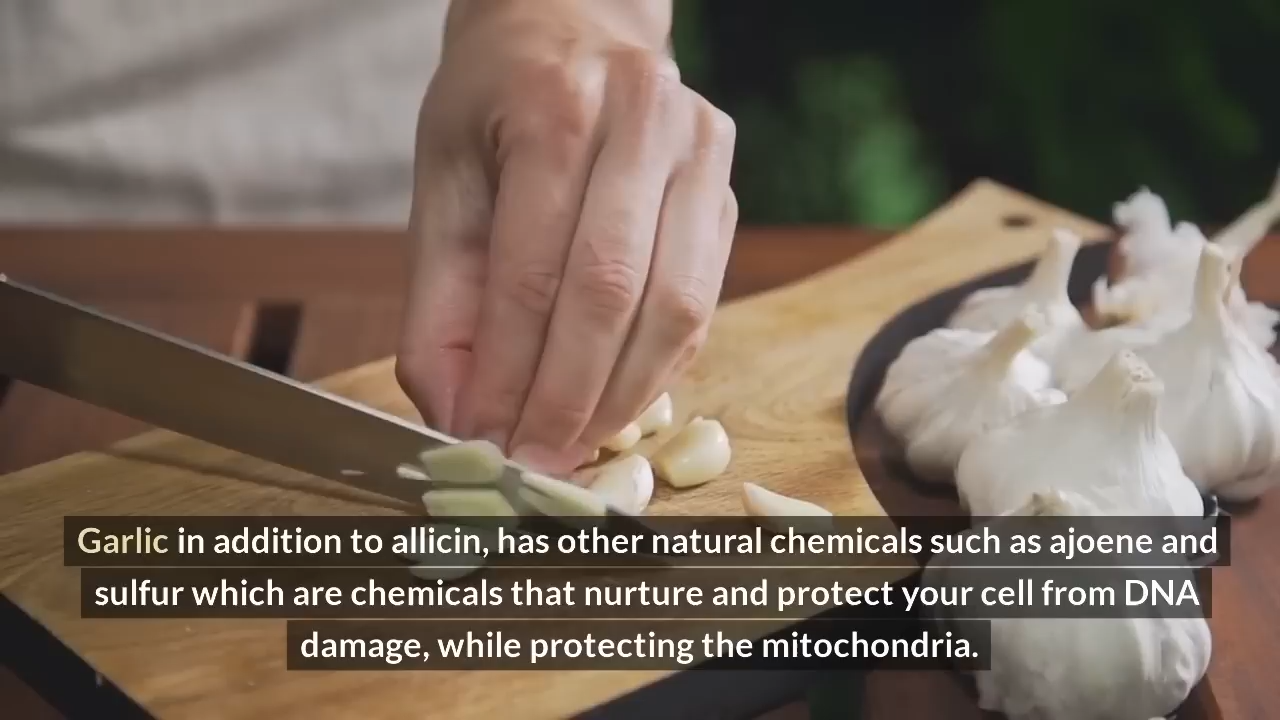 Garlic in addition to allicin, has other natural chemicals such as ajoene and
sulfur which are chemicals that nurture and protect your cell from DNA
damage, while protecting the mitochondria.